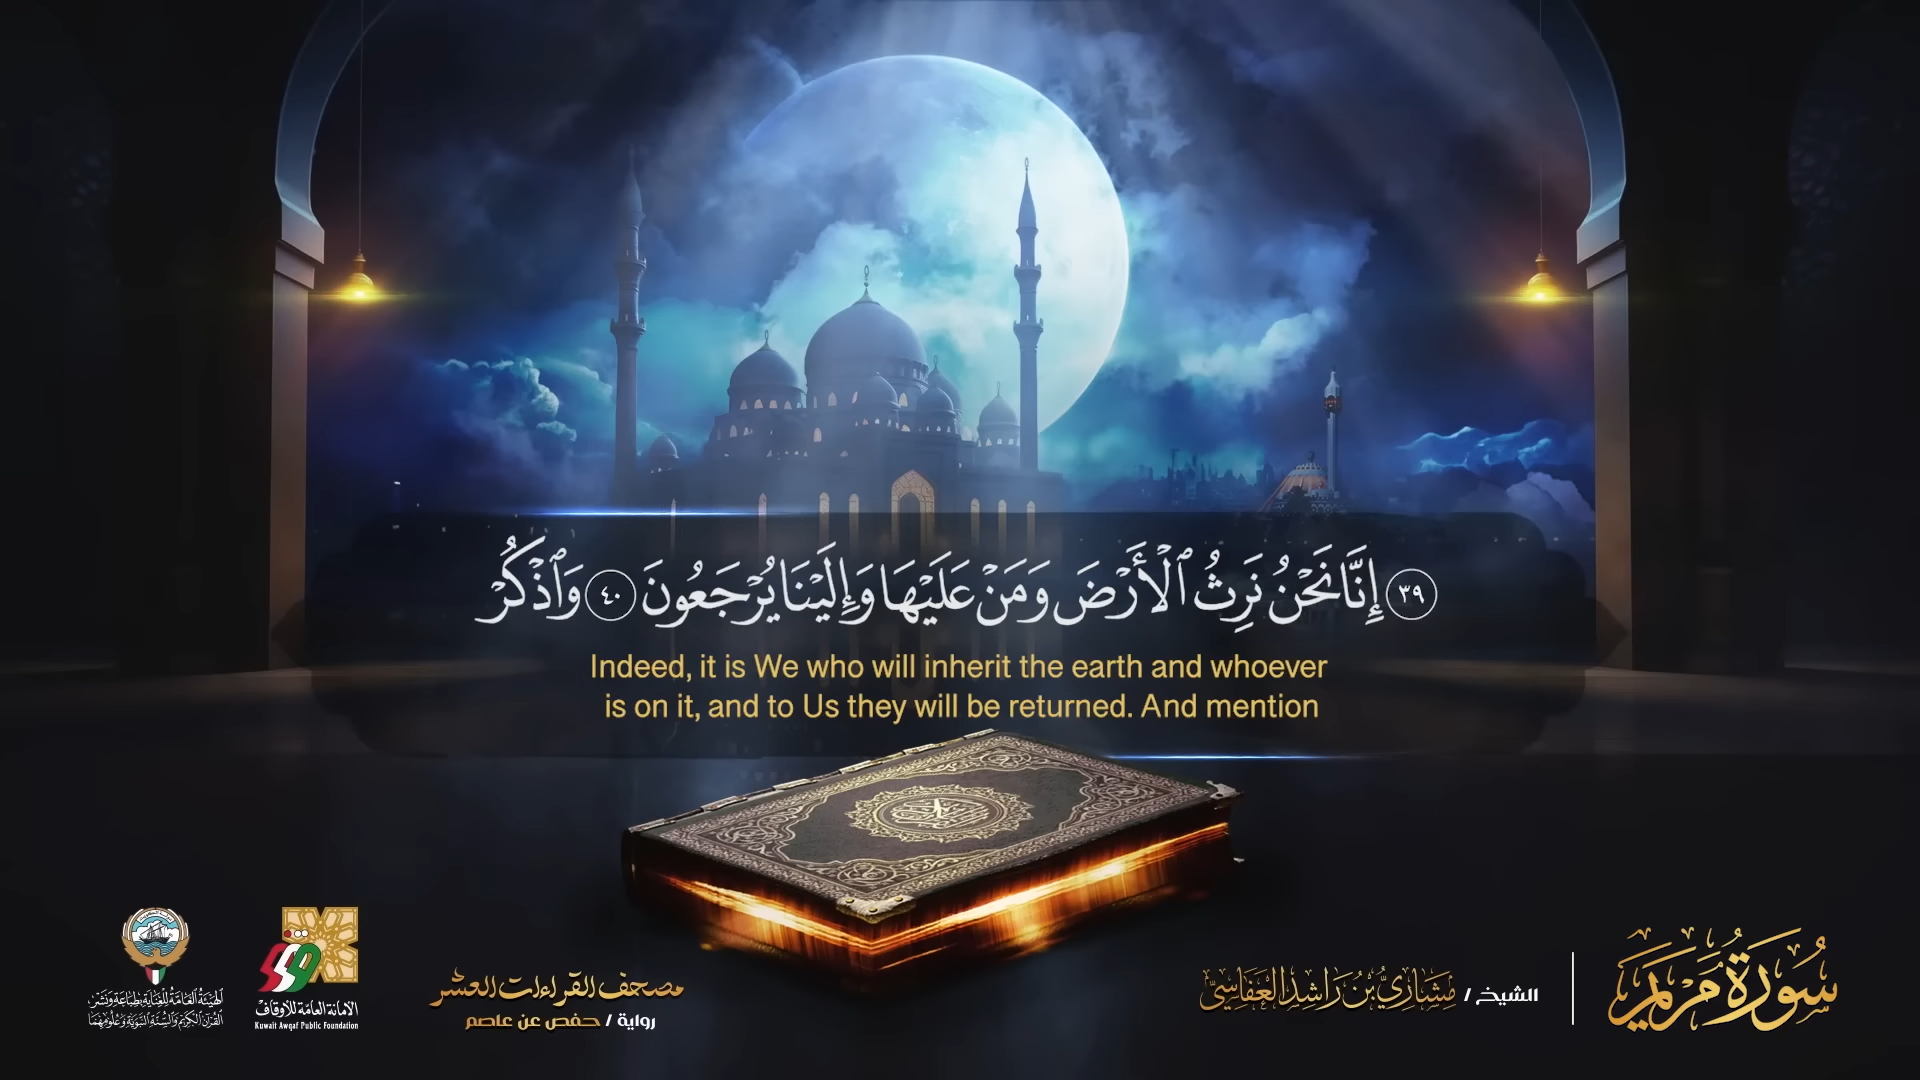 ٣٩ إِنَّا نَحْنُ نَرِثُ ٱلْأَرْضَ وَمَنْ عَلَيْهَا وَإِلَيْنَا يُرْجَعُونَ ٤٠ وَٱذْكُرْ
Indeed, it is We who will inherit the earth and whoever
is on it, and to Us they will be returned. And mention
سُورَة مَرْيَم
الشيخ / مشاري بن راشد العفاسي
مصحف القراءات العشر
رواية / حفص عن عاصم
الأمانة العامة للأوقاف
Kuwait Awqaf Public Foundation
الهيئة العامة للعناية بطباعة ونشر
القرآن الكريم والسنة النبوية وعلومهما